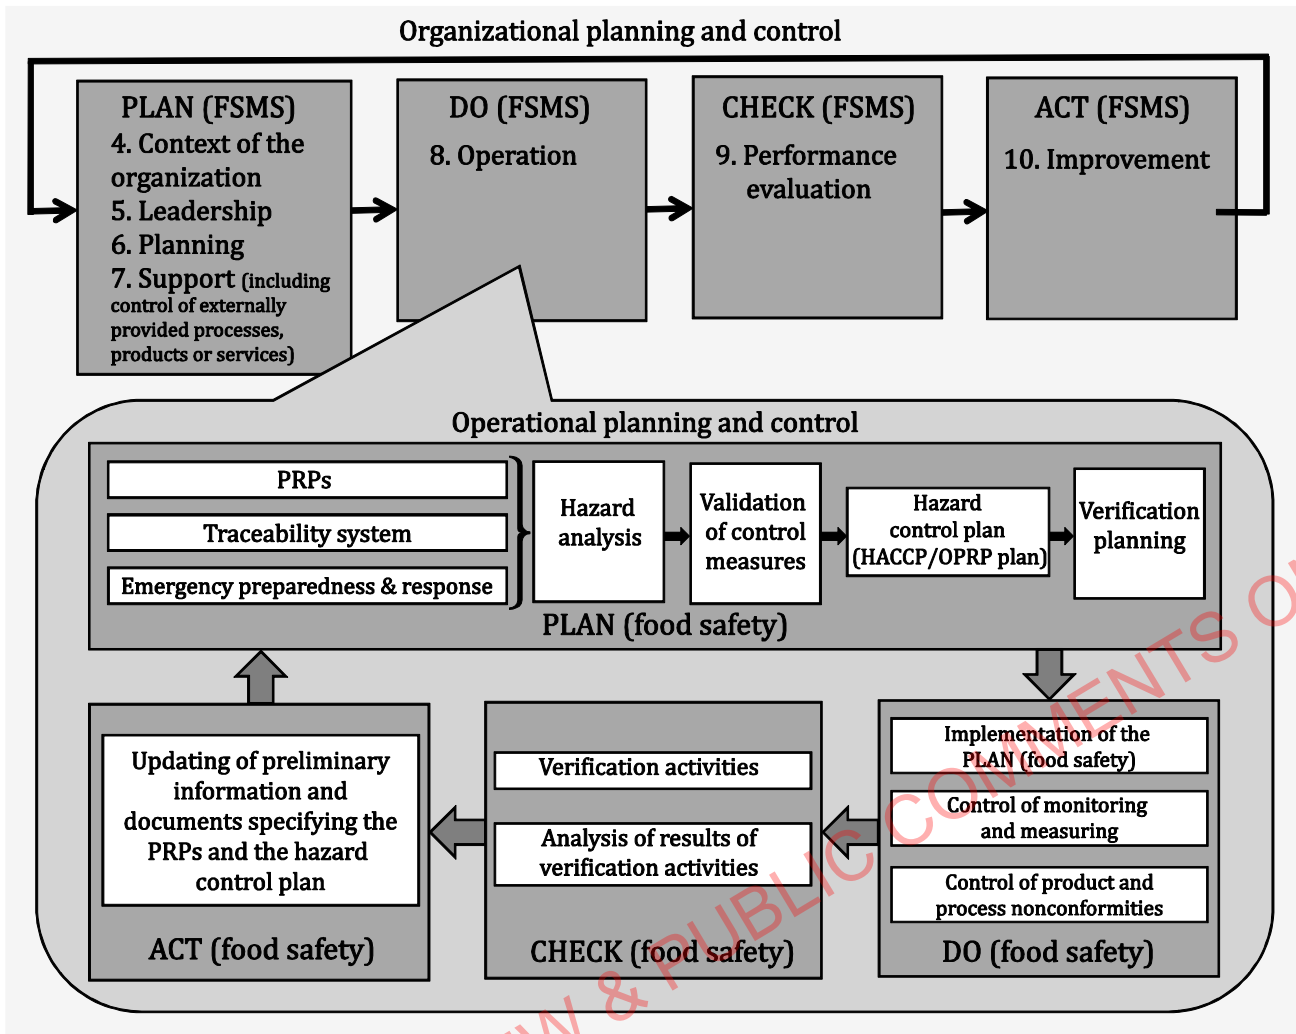 Organizational planning and control
PLAN (FSMS)
4. Context of the
organization
5. Leadership
6. Planning
7. Support (including
control of externally
provided processes,
products or services)
DO (FSMS)
8. Operation
CHECK (FSMS)
9. Performance
evaluation
ACT (FSMS)
10. Improvement
Operational planning and control
PRPs
Traceability system
Emergency preparedness & response
Hazard
analysis
Validation
of control
measures
Hazard
control plan
(HACCP/OPRP plan)
Verification
planning
PLAN (food safety)
Updating of preliminary
information and
documents specifying the
PRPs and the hazard
control plan
ACT (food safety)
Verification activities
Analysis of results of
verification activities
CHECK (food safety)
Implementation of the
PLAN (food safety)
Control of monitoring
and measuring
Control of product and
process nonconformities
DO (food safety)
& PUBLIC COMMENTS